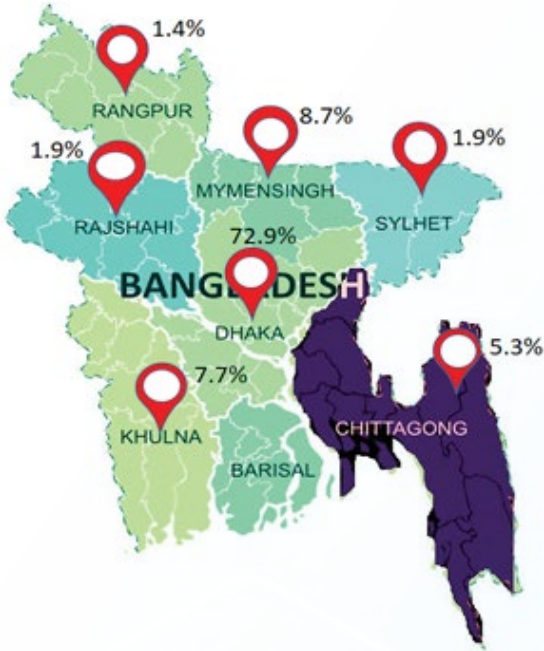 1.4%
RANGPUR
8.7%
1.9%
1.9%
MYMENSINGH
RAJSHAHI
SYLHET
72.9%
BANGLADESH
DHAKA
5.3%
7.7%
KHULNA
CHITTAGONG
BARISAL